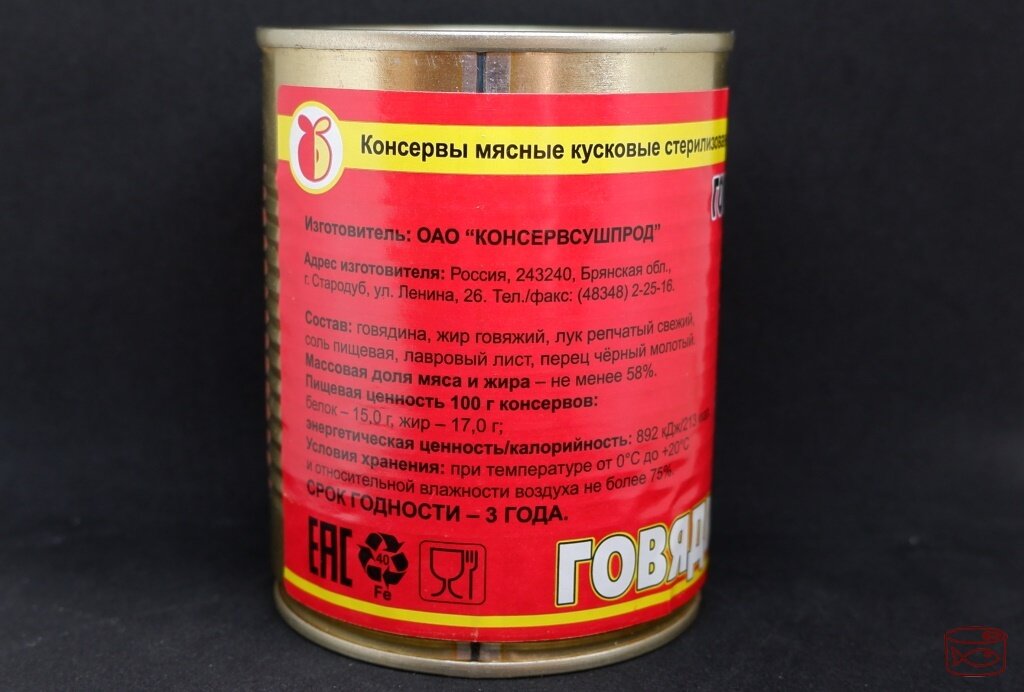 Консервы мясные кусковые
Изготовитель: ОАО "КОНСЕРВСУШПРОД"
Адрес изготовителя: Россия, 243240, Брянская обл.,
г. Стародуб, ул. Ленина, 26. Тел./факс: (48348) 2-25-16.
Состав: говядина, жир говяжий, лук репчатый свежий,
соль пищевая, лавровый лист, перец чёрный молотый.
Массовая доля мяса и жира – не менее 58%.
Пищевая ценность 100 г консервов:
белок – 15,0 г, жир – 17,0 г;
энергетическая ценность/калорийность: 892 кДж/213
Условия хранения: при температуре от 0°С до +20°С
и относительной влажности воздуха не более 75%.
СРОК ГОДНОСТИ – 3 ГОДА.
ЕАС
40
Fe